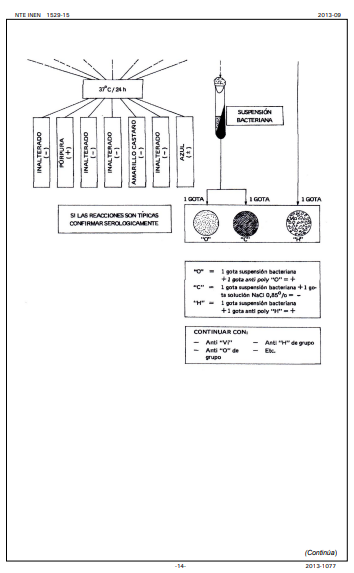 NTE INEN 1529-15 2013-09
37°C / 24 h
INALTERADO
(–)
PÚRPURA
(+)
INALTERADO
(–)
INALTERADO
(–)
AMARILLO CASTAÑO
(–)
INALTERADO
(–)
AZUL
(±)
SUSPENSIÓN
BACTERIANA
1 GOTA 1 GOTA 1 GOTA
SI LAS REACCIONES SON TÍPICAS
CONFIRMAR SEROLOGICAMENTE
"O" "C" "H"
"O" = 1 gota suspensión bacteriana
+ 1 gota anti poly "O" = +
"C" = 1 gota suspensión bacteriana + 1 go-
ta solución NaCl 0,85º/o = –
"H" = 1 gota suspensión bacteriana
+ 1 gota anti poly "H" = +
CONTINUAR CON:
– Anti "Vi" – Anti "H" de grupo
– Anti "O" de – Etc.
grupo
(Continúa)
-14- 2013-1077